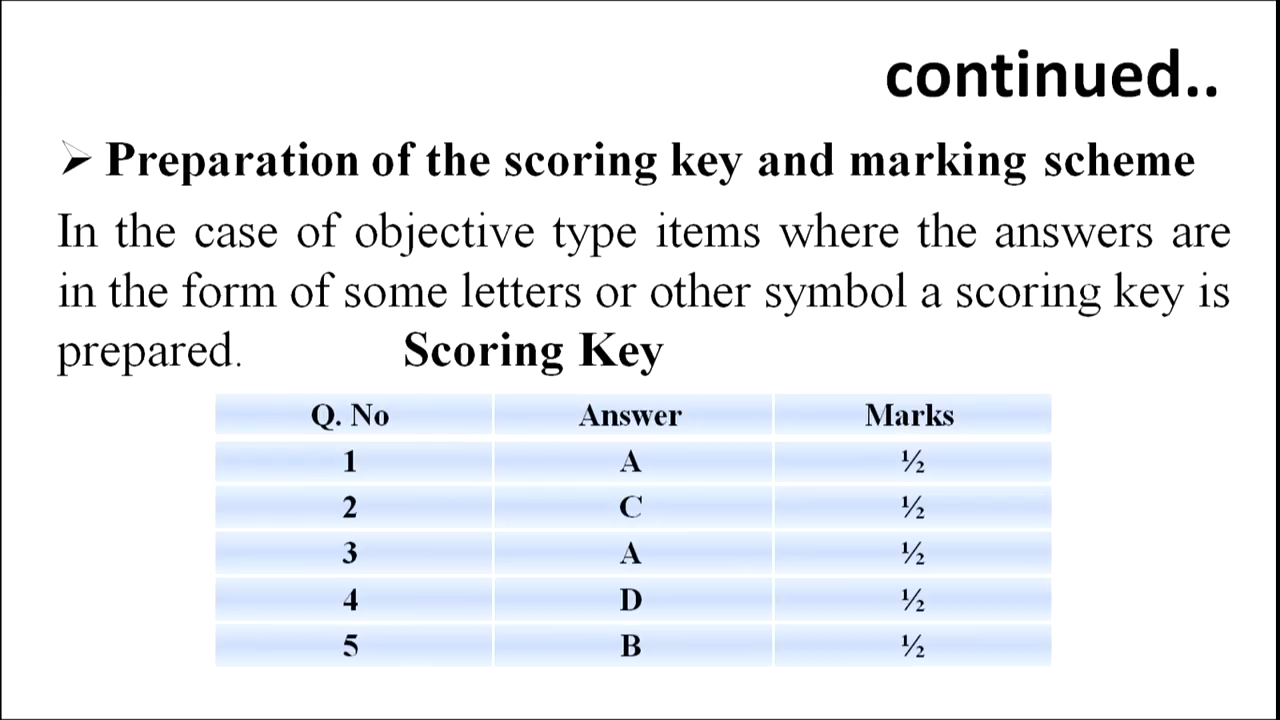 continued..
➢ Preparation of the scoring key and marking scheme
In the case of objective type items where the answers are
in the form of some letters or other symbol a scoring key is
prepared. Scoring Key
Q. No Answer Marks
1 A ½
2 C ½
3 A ½
4 D ½
5 B ½